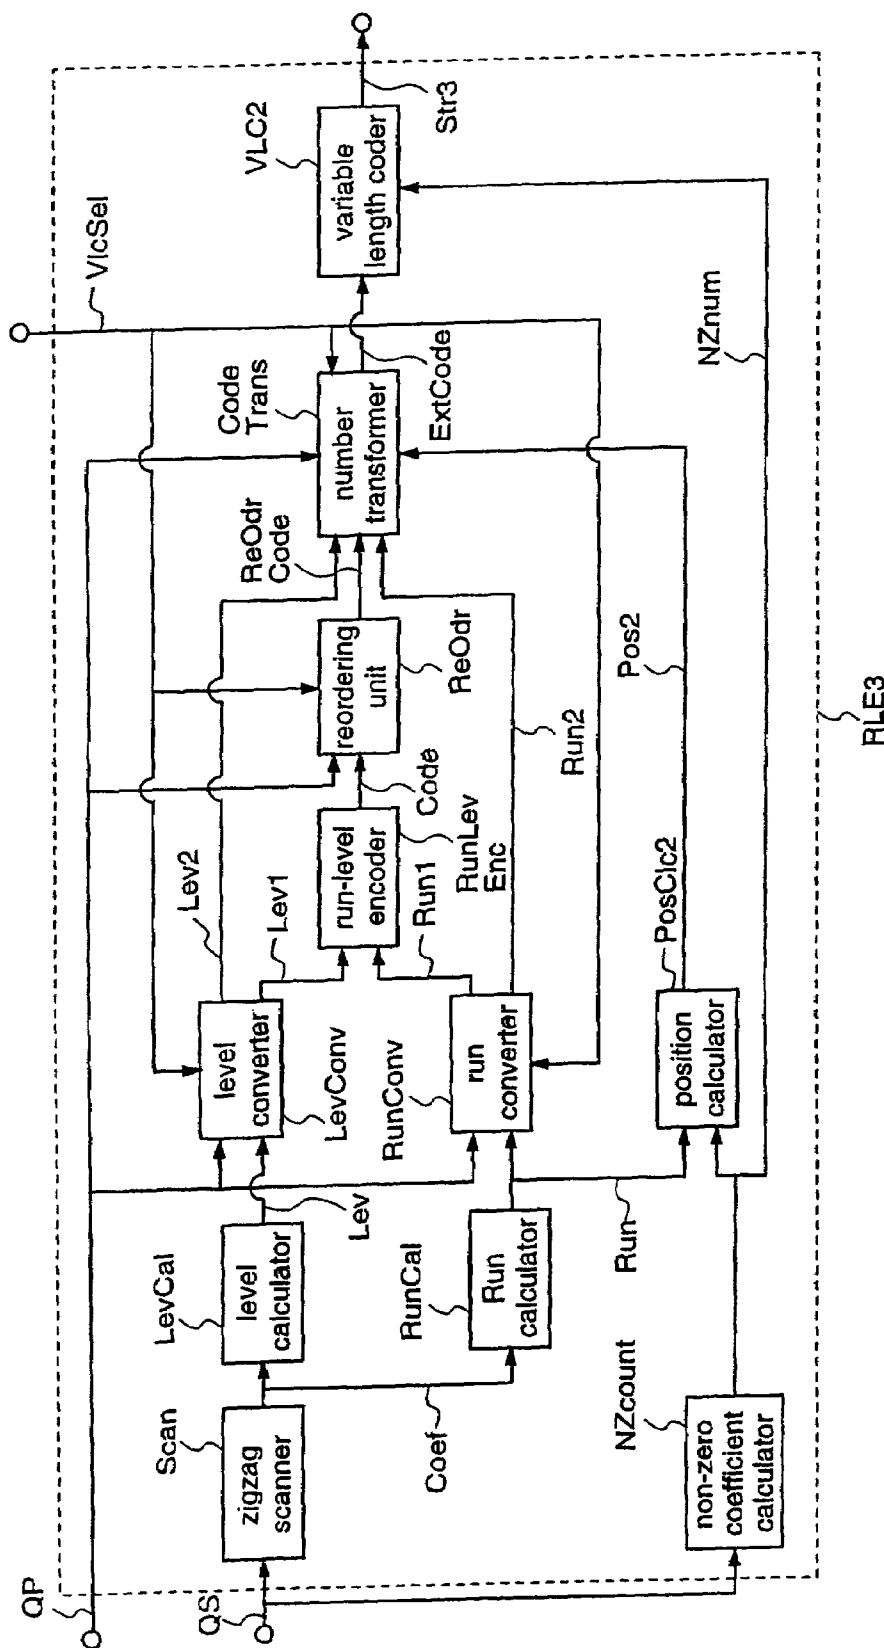 QP
QS
Scan
zigzag
scanner
Coef
LevCal
level
calculator
Lev
RunCal
Run
calculator
Run
NZcount
non-zero
coefficient
calculator
LevConv
level
converter
Lev2
Lev1
RunConv
run
converter
Run1
Run2
PosClc2
position
calculator
Pos2
NZnum
run-level
encoder
RunLev
Enc
Code
reordering
unit
ReOdr
ReOdr
Code
Code
Trans
number
transformer
ExtCode
VlcSel
VLC2
variable
length coder
Str3
RLE3